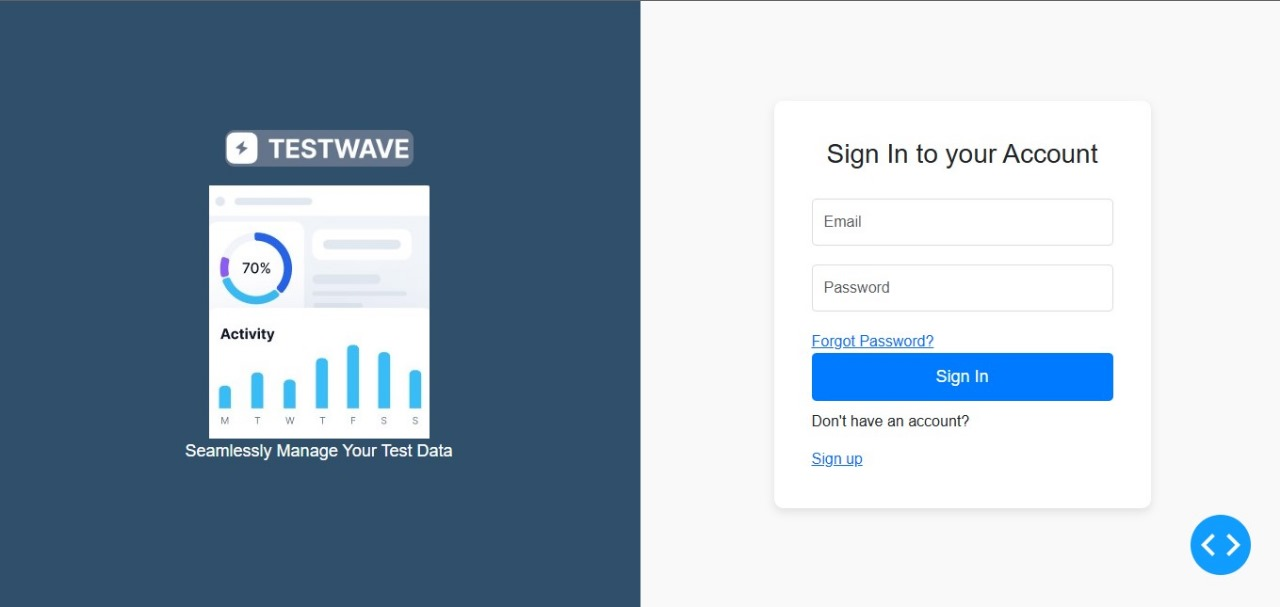 TESTWAVE
70%
Activity
M T W T F S S
Seamlessly Manage Your Test Data
Sign In to your Account
Email
Password
Forgot Password?
Sign In
Don't have an account?
Sign up